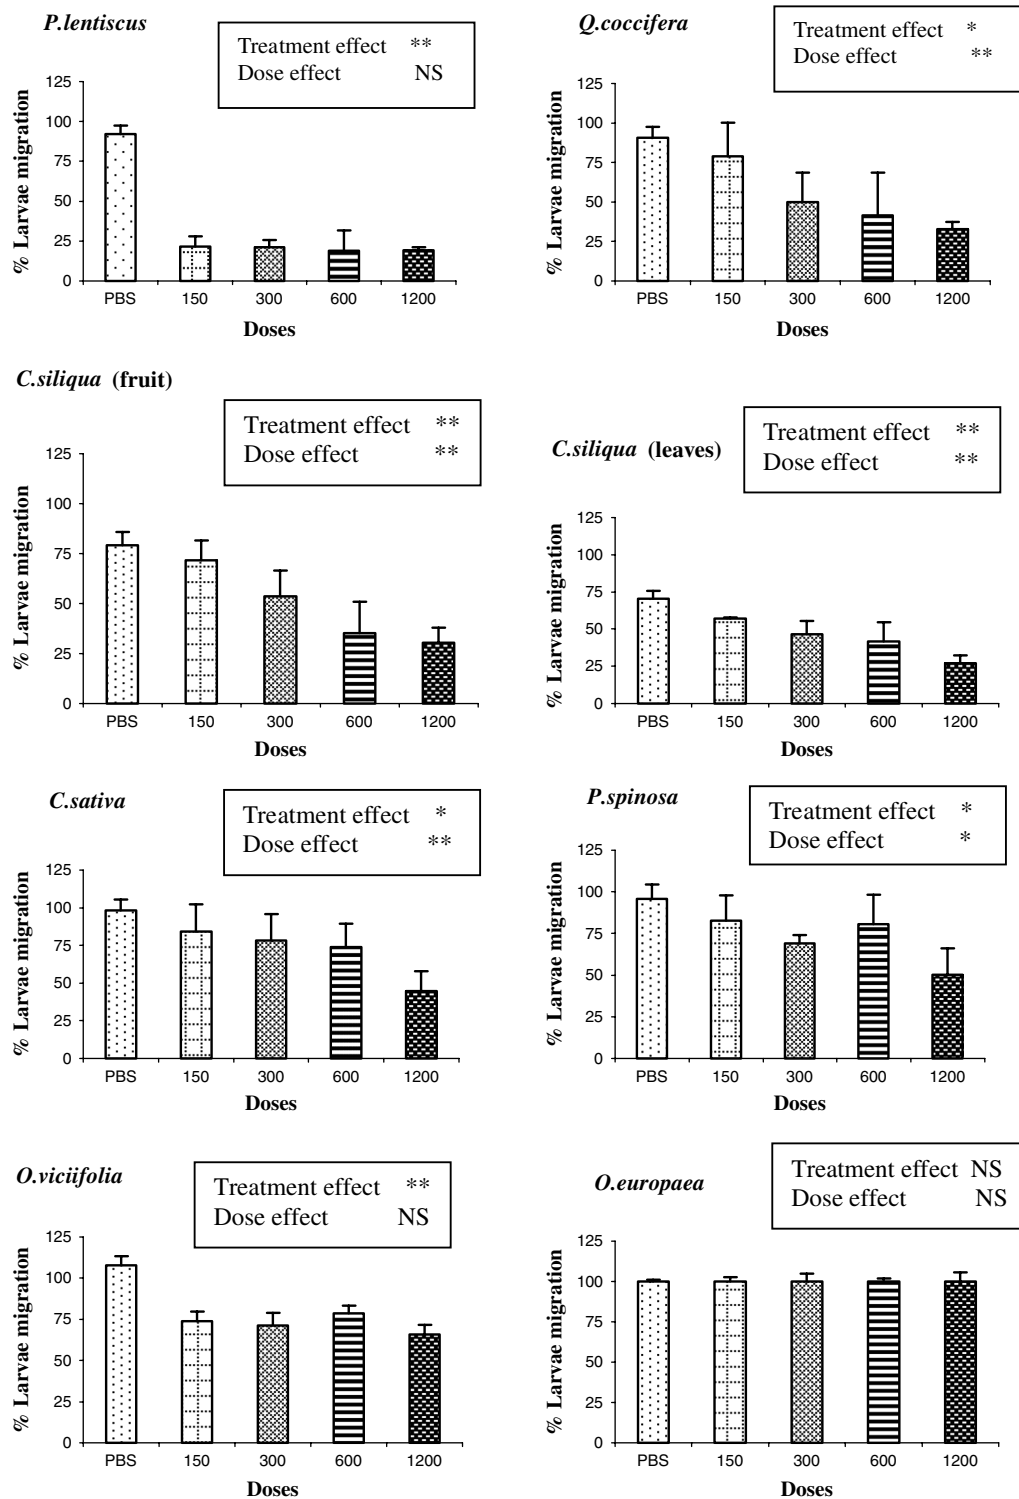 P.lentiscus
Treatment effect **
Dose effect NS
% Larvae migration
125
100
75
50
25
0
PBS 150 300 600 1200
Doses
Q.coccifera
Treatment effect *
Dose effect **
% Larvae migration
125
100
75
50
25
0
PBS 150 300 600 1200
Doses
C.siliqua (fruit)
Treatment effect **
Dose effect **
% Larvae migration
125
100
75
50
25
0
PBS 150 300 600 1200
Doses
C.siliqua (leaves)
Treatment effect **
Dose effect **
% Larvae migration
125
100
75
50
25
0
PBS 150 300 600 1200
Doses
C.sativa
Treatment effect *
Dose effect **
% Larvae migration
125
100
75
50
25
0
PBS 150 300 600 1200
Doses
P.spinosa
Treatment effect *
Dose effect *
% Larvae migration
125
100
75
50
25
0
PBS 150 300 600 1200
Doses
O.viciifolia
Treatment effect **
Dose effect NS
% Larvae migration
125
100
75
50
25
0
PBS 150 300 600 1200
Doses
O.europaea
Treatment effect NS
Dose effect NS
% Larvae migration
125
100
75
50
25
0
PBS 150 300 600 1200
Doses